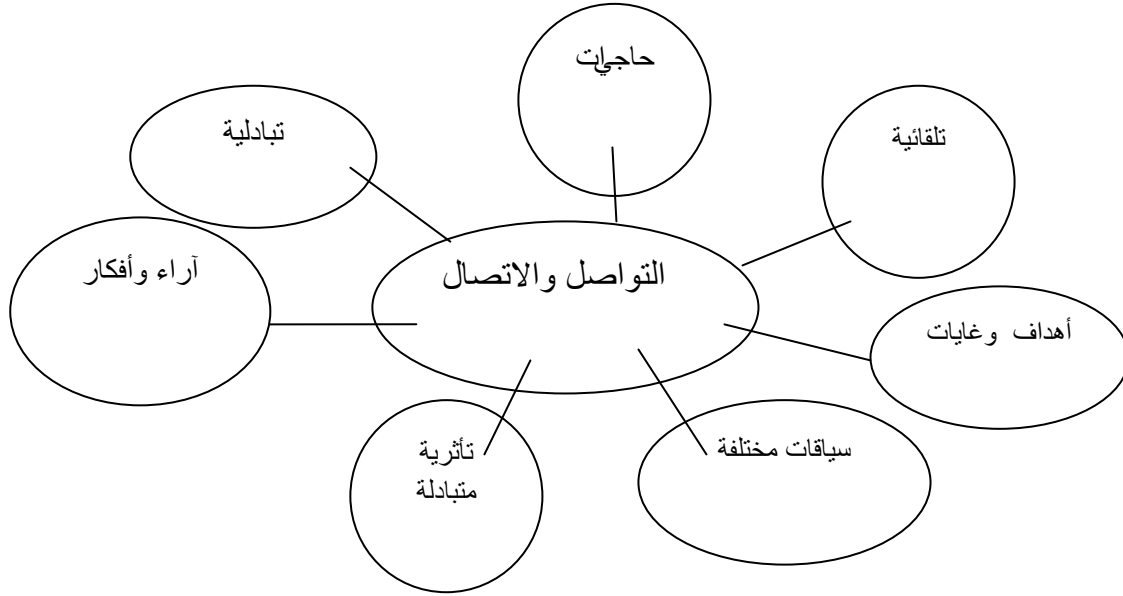 حاجيات
تلقائية
تبادلية
آراء وأفكار
التواصل والاتصال
أهداف وغايات
سياقات مختلفة
تأثرية
متبادلة